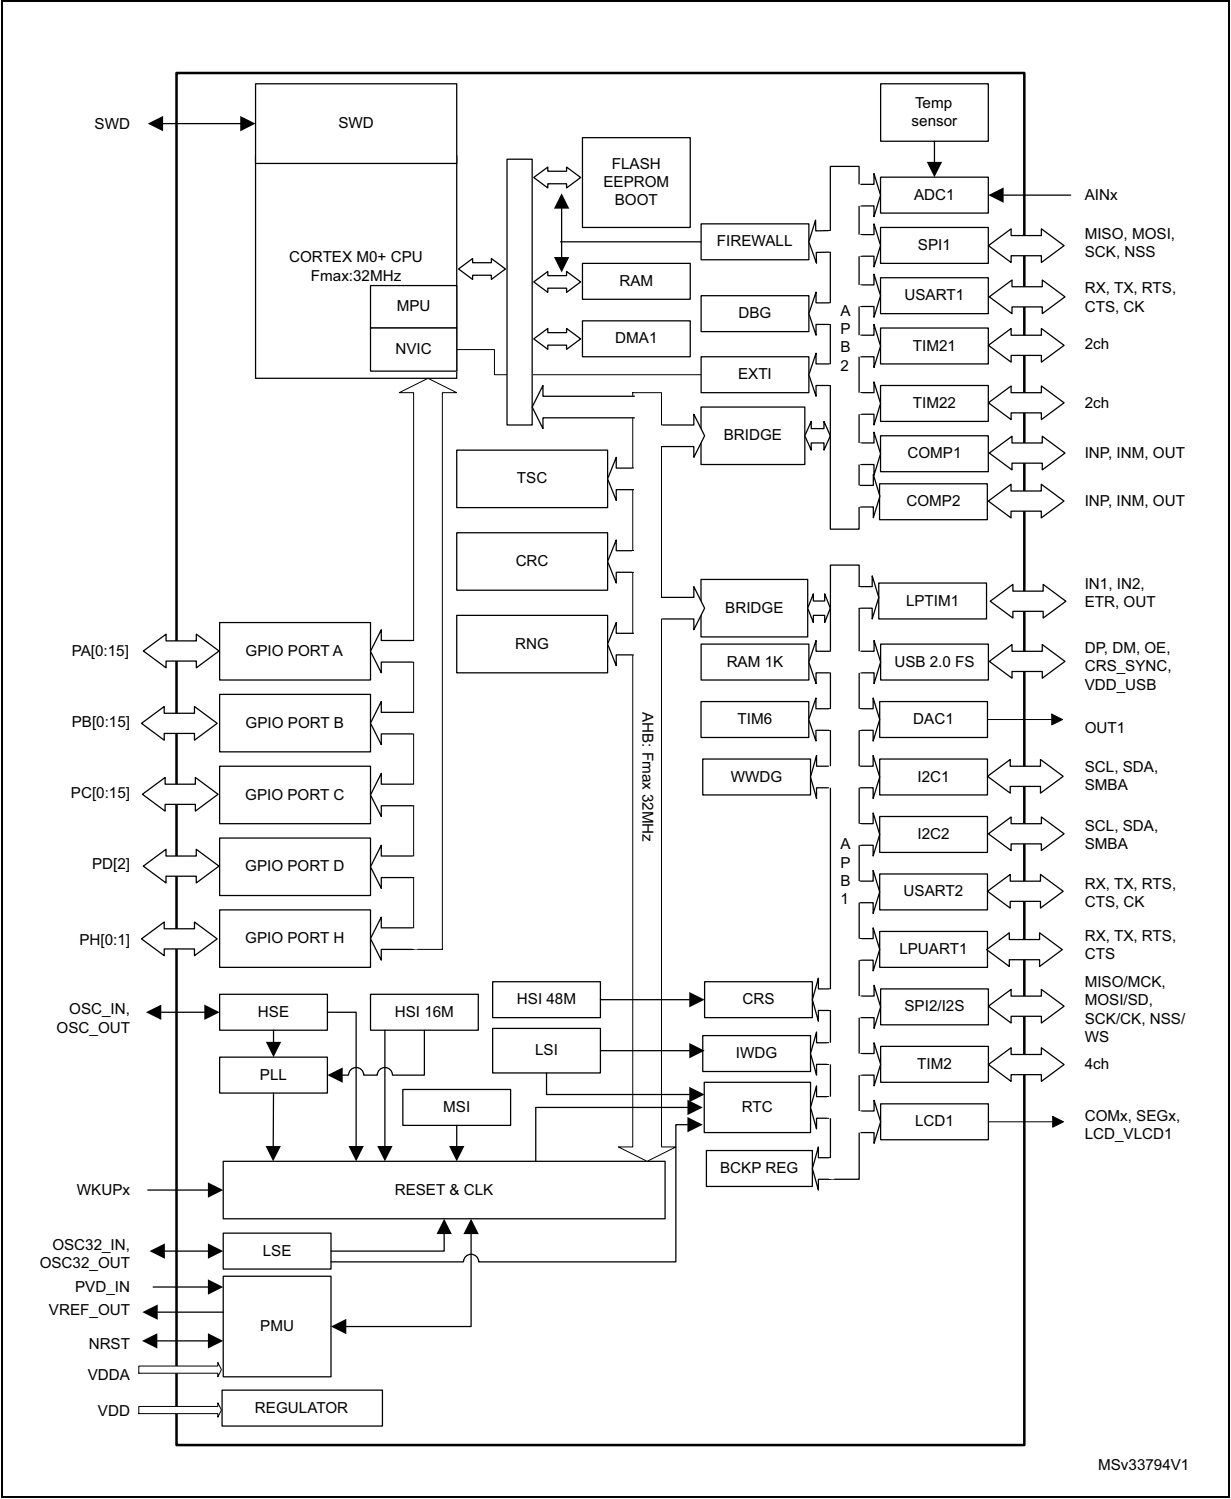 SWD
SWD
Temp
sensor
FLASH
EEPROM
BOOT
ADC1
AINx
FIREWALL
SPI1
MISO, MOSI,
SCK, NSS
CORTEX M0+ CPU
Fmax:32MHz
RAM
MPU
DBG
USART1
RX, TX, RTS,
CTS, CK
NVIC
DMA1
APB2
TIM21
2ch
EXTI
TIM22
2ch
BRIDGE
COMP1
INP, INM, OUT
TSC
COMP2
INP, INM, OUT
CRC
BRIDGE
LPTIM1
IN1, IN2,
ETR, OUT
RNG
PA[0:15]
GPIO PORT A
RAM 1K
USB 2.0 FS
DP, DM, OE,
CRS_SYNC,
VDD_USB
PB[0:15]
GPIO PORT B
AHB: Fmax 32MHz
TIM6
DAC1
OUT1
PC[0:15]
GPIO PORT C
WWDG
I2C1
SCL, SDA,
SMBA
PD[2]
GPIO PORT D
APB1
I2C2
SCL, SDA,
SMBA
USART2
RX, TX, RTS,
CTS, CK
PH[0:1]
GPIO PORT H
LPUART1
RX, TX, RTS,
CTS
OSC_IN,
OSC_OUT
HSE
HSI 16M
HSI 48M
CRS
SPI2/I2S
MISO/MCK,
MOSI/SD,
SCK/CK, NSS/
WS
PLL
LSI
IWDG
TIM2
4ch
MSI
RTC
LCD1
COMx, SEGx,
LCD_VLCD1
BCKP REG
WKUPx
RESET & CLK
OSC32_IN,
OSC32_OUT
LSE
PVD_IN
VREF_OUT
PMU
NRST
VDDA
VDD
REGULATOR
MSv33794V1